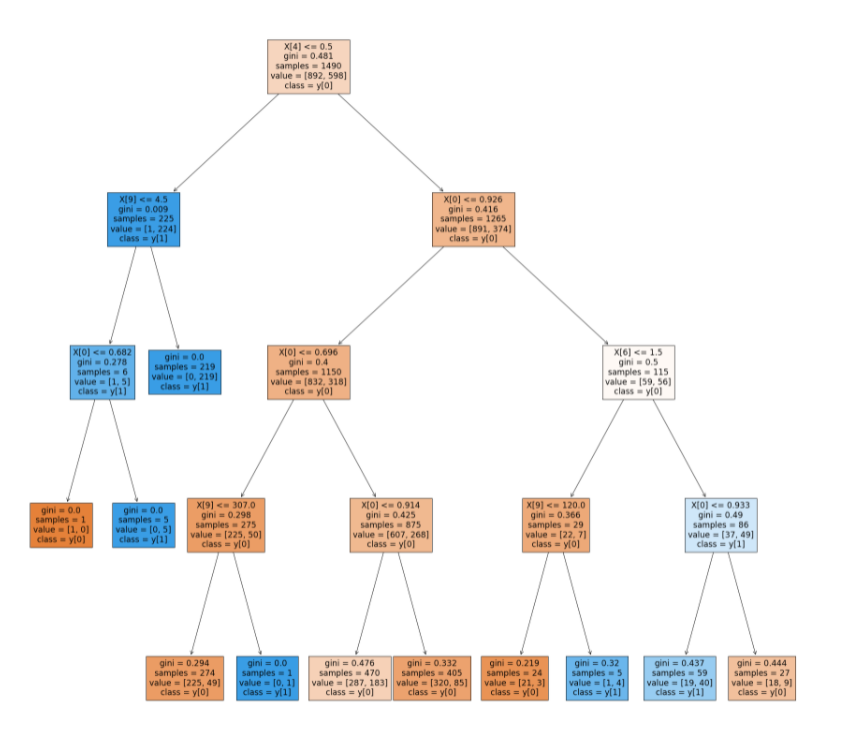 X[4] <= 0.5
gini = 0.481
samples = 1490
value = [892, 598]
class = y[0]
X[9] <= 4.5
gini = 0.009
samples = 225
value = [1, 224]
class = y[1]
X[0] <= 0.926
gini = 0.416
samples = 1265
value = [891, 374]
class = y[0]
X[0] <= 0.682
gini = 0.278
samples = 6
value = [1, 5]
class = y[1]
gini = 0.0
samples = 219
value = [0, 219]
class = y[1]
X[0] <= 0.696
gini = 0.4
samples = 1150
value = [832, 318]
class = y[0]
X[6] <= 1.5
gini = 0.5
samples = 115
value = [59, 56]
class = y[0]
gini = 0.0
samples = 1
value = [1, 0]
class = y[0]
gini = 0.0
samples = 5
value = [0, 5]
class = y[1]
X[9] <= 307.0
gini = 0.298
samples = 275
value = [225, 50]
class = y[0]
X[0] <= 0.914
gini = 0.425
samples = 875
value = [607, 268]
class = y[0]
X[9] <= 120.0
gini = 0.366
samples = 29
value = [22, 7]
class = y[0]
X[0] <= 0.933
gini = 0.49
samples = 86
value = [37, 49]
class = y[1]
gini = 0.294
samples = 274
value = [225, 49]
class = y[0]
gini = 0.0
samples = 1
value = [0, 1]
class = y[1]
gini = 0.476
samples = 470
value = [287, 183]
class = y[0]
gini = 0.332
samples = 405
value = [320, 85]
class = y[0]
gini = 0.219
samples = 24
value = [21, 3]
class = y[0]
gini = 0.32
samples = 5
value = [1, 4]
class = y[1]
gini = 0.437
samples = 59
value = [19, 40]
class = y[1]
gini = 0.444
samples = 27
value = [18, 9]
class = y[0]